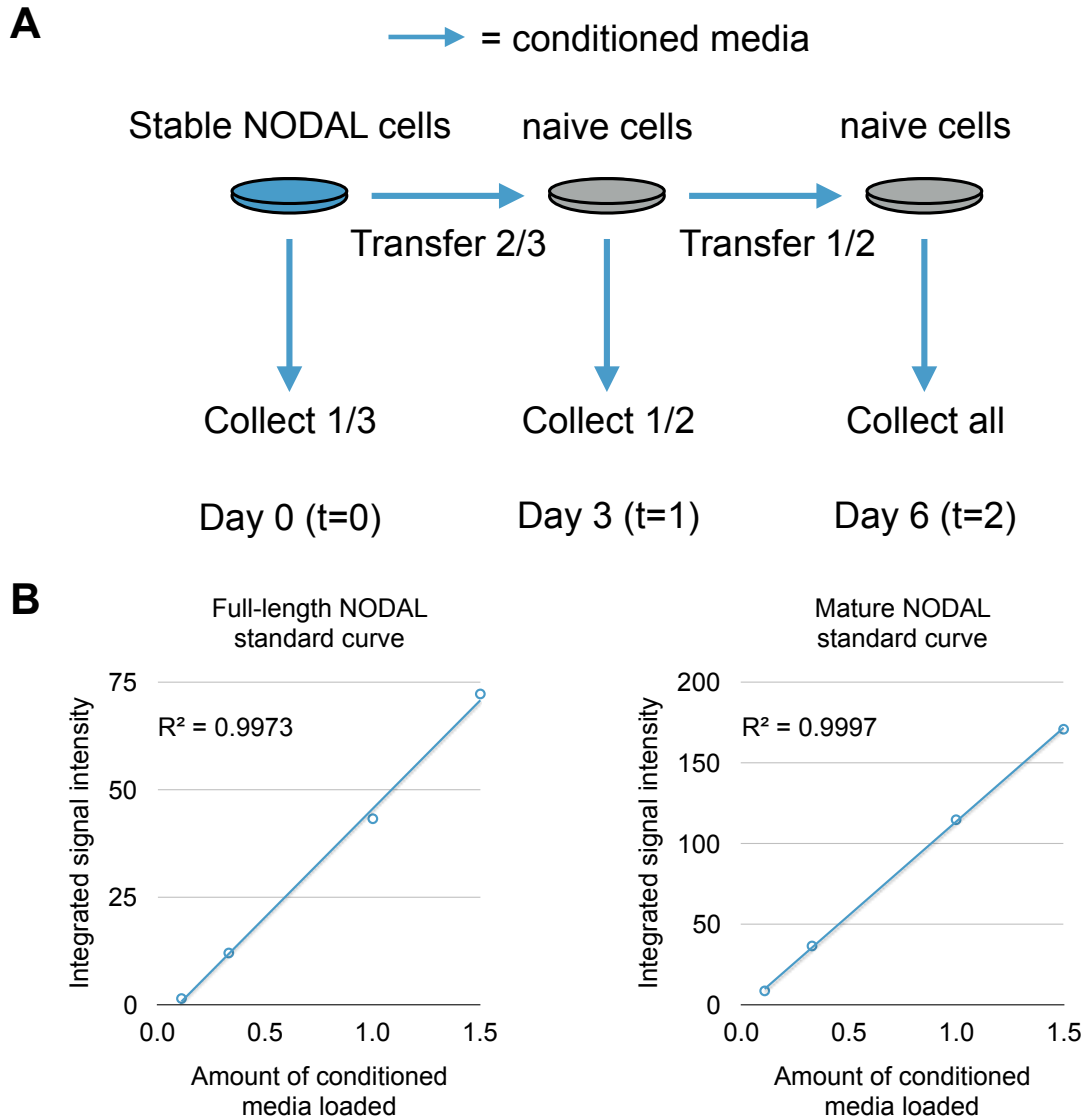 A
= conditioned media
Stable NODAL cells
naive cells
naive cells
Transfer 2/3
Transfer 1/2
Collect 1/3
Collect 1/2
Collect all
Day 0 (t=0)
Day 3 (t=1)
Day 6 (t=2)
B
Full-length NODAL
standard curve
Integrated signal intensity
75
50
25
0
R² = 0.9973
0.0
0.5
1.0
1.5
Amount of conditioned
media loaded
Mature NODAL
standard curve
Integrated signal intensity
200
150
100
50
0
R² = 0.9997
0.0
0.5
1.0
1.5
Amount of conditioned
media loaded